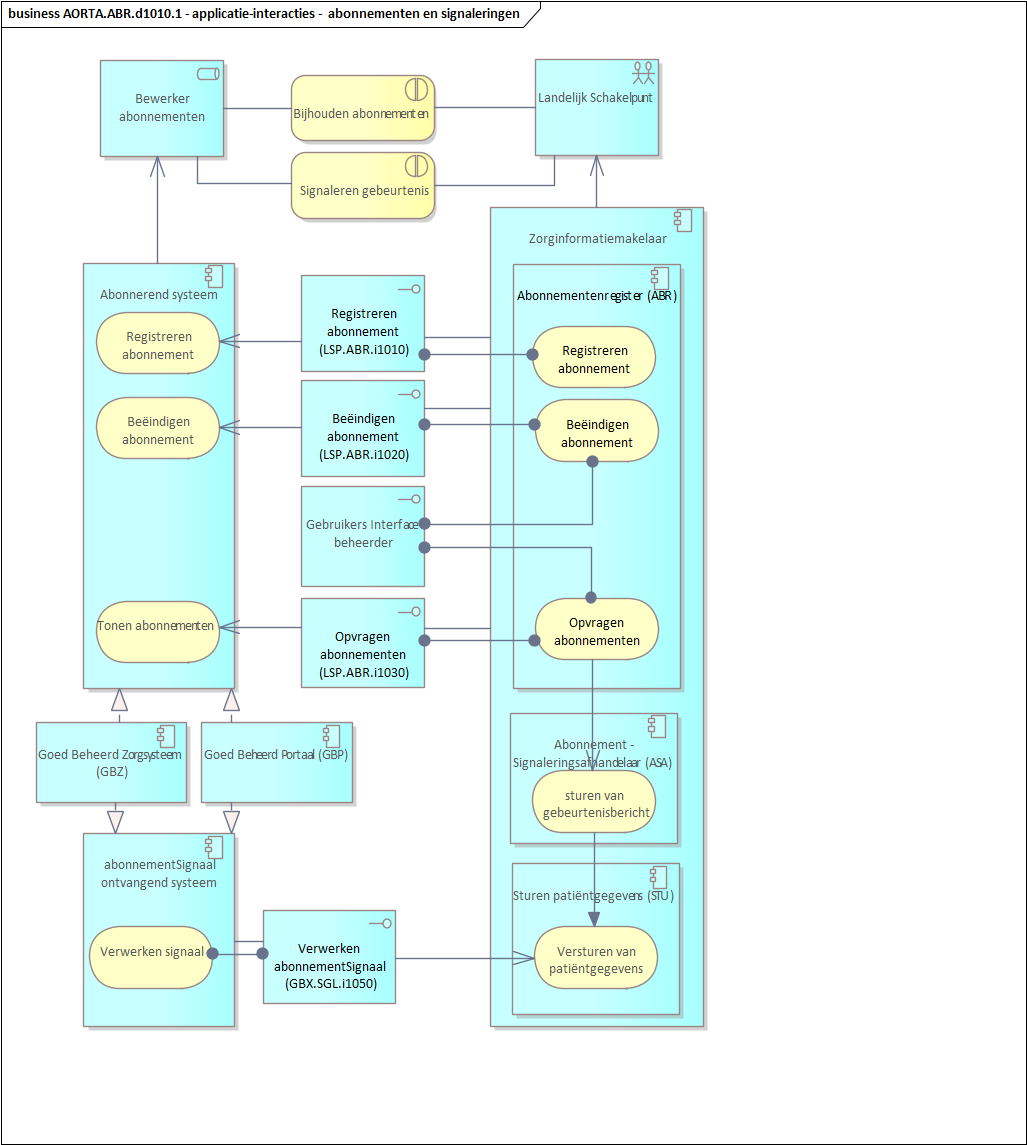 business AORTA.ABR.d1010.1 - applicatie-interacties - abonnementen en signaleringen
Bewerker
abonnementen
Bijhouden abonnementen
Landelijk Schakelpunt
Signaleren gebeurtenis
Zorginformatiemakelaar
Abonnerend systeem
Abonnementenregister (ABR)
Registreren
abonnement
Registreren
abonnement
(LSP.ABR.i1010)
Registreren
abonnement
Beëindigen
abonnement
Beëindigen
abonnement
(LSP.ABR.i1020)
Beëindigen
abonnement
Gebruikers Interface
beheerder
Tonen abonnementen
Opvragen
abonnementen
(LSP.ABR.i1030)
Opvragen
abonnementen
Goed Beheerd Zorgsysteem
(GBZ)
Goed Beheerd Portaal (GBP)
Abonnement -
Signaleringsafhandelaar (ASA)
sturen van
gebeurtenisbericht
abonnementSignaal
ontvangend systeem
Sturen patiëntgegevens (STU)
Verwerken signaal
Verwerken
abonnementSignaal
(GBX.SGL.i1050)
Versturen van
patiëntgegevens